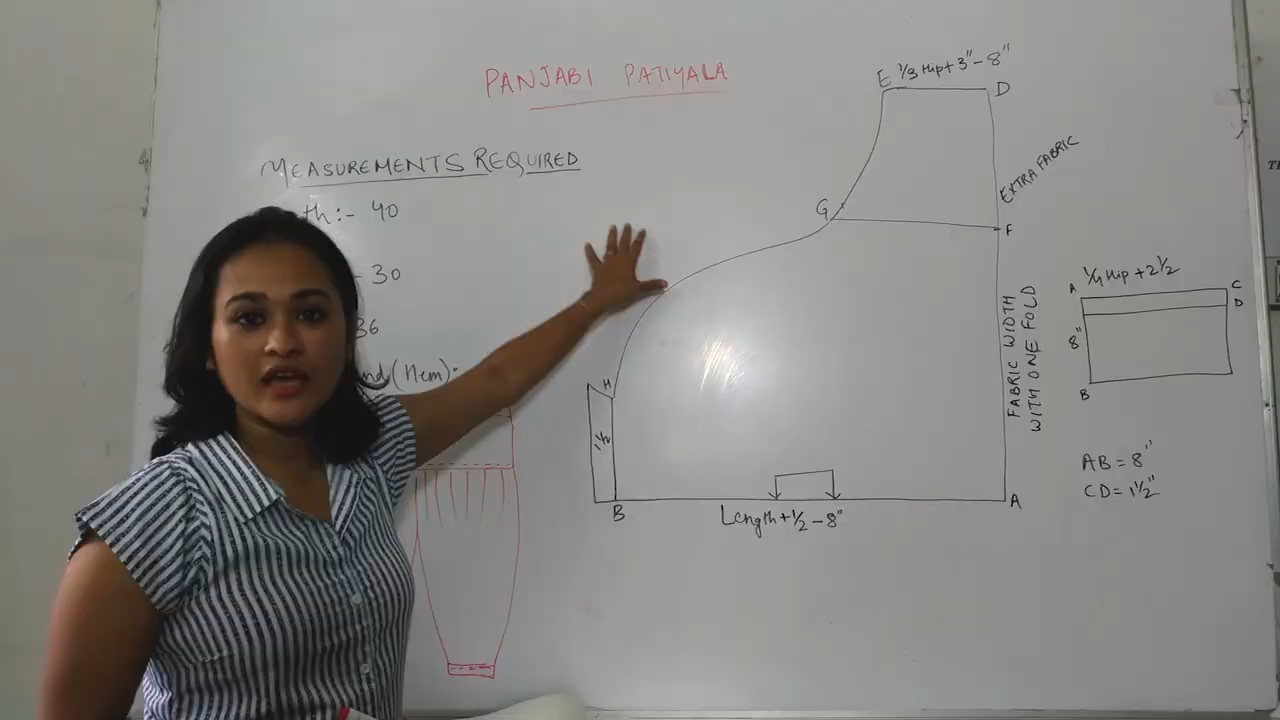 PANJABI PATIYALA
MEASUREMENTS REQUIRED
th:- 40
- 30
36
nd (Hem):-
E 1/3 Hip + 3" - 8"
D
EXTRA FABRIC
G
F
FABRIC WIDTH
WITH ONE FOLD
H
1½
B
A
Length + 1/2 - 8"
1/4 Hip + 2 1/2
A
C
D
8"
B
AB = 8"
CD = 1½"